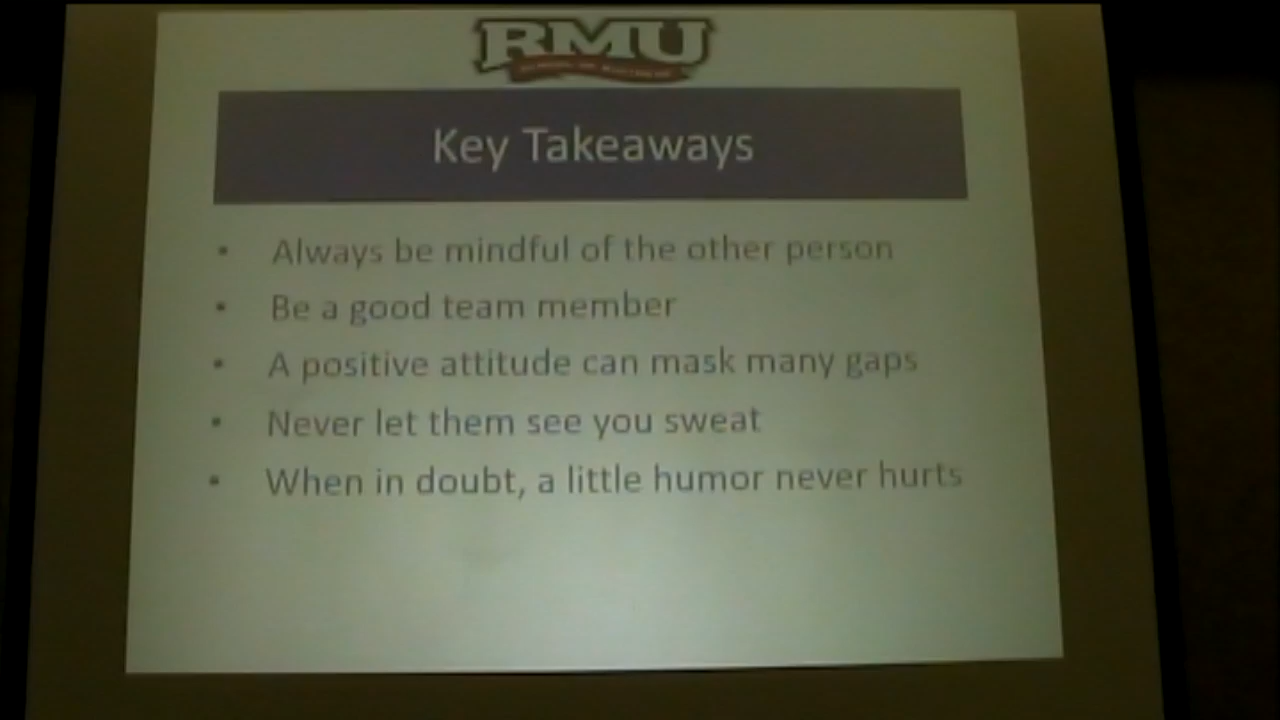 RMU
Key Takeaways
• Always be mindful of the other person
• Be a good team member
• A positive attitude can mask many gaps
• Never let them see you sweat
• When in doubt, a little humor never hurts